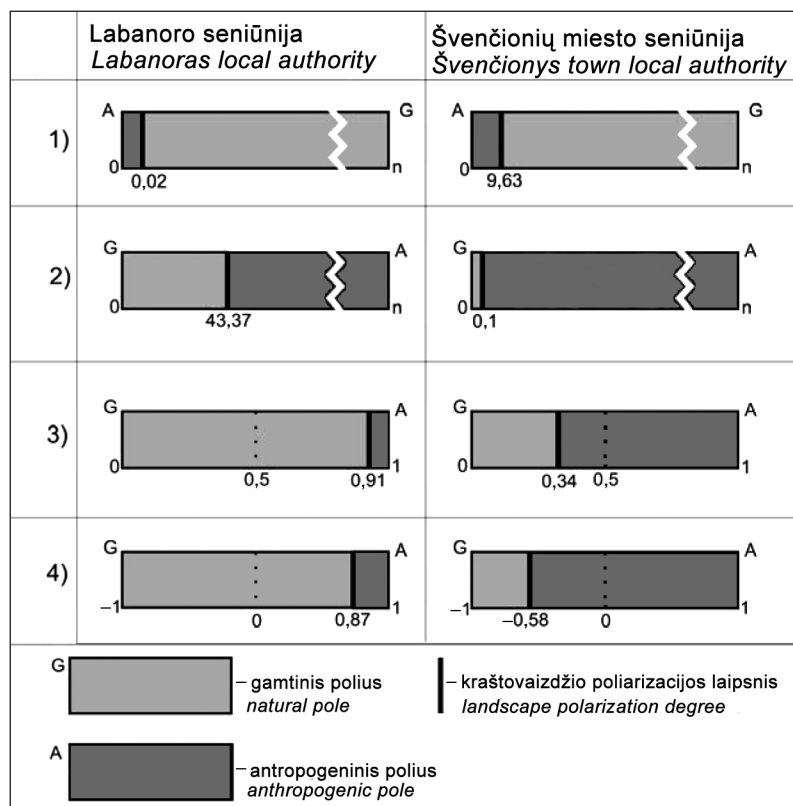 Labanoro seniūnija
Labanoras local authority
Švenčionių miesto seniūnija
Švenčionys town local authority
1)
A
G
0
n
0,02
A
G
0
n
9,63
2)
G
A
0
n
43,37
G
A
0
n
0,1
3)
G
A
0
0,5
0,91
1
G
A
0
0,34
0,5
1
4)
G
A
–1
0
0,87
1
G
A
–1
–0,58
0
1
G
– gamtinis polius
natural pole
– kraštovaizdžio poliarizacijos laipsnis
landscape polarization degree
A
– antropogeninis polius
anthropogenic pole